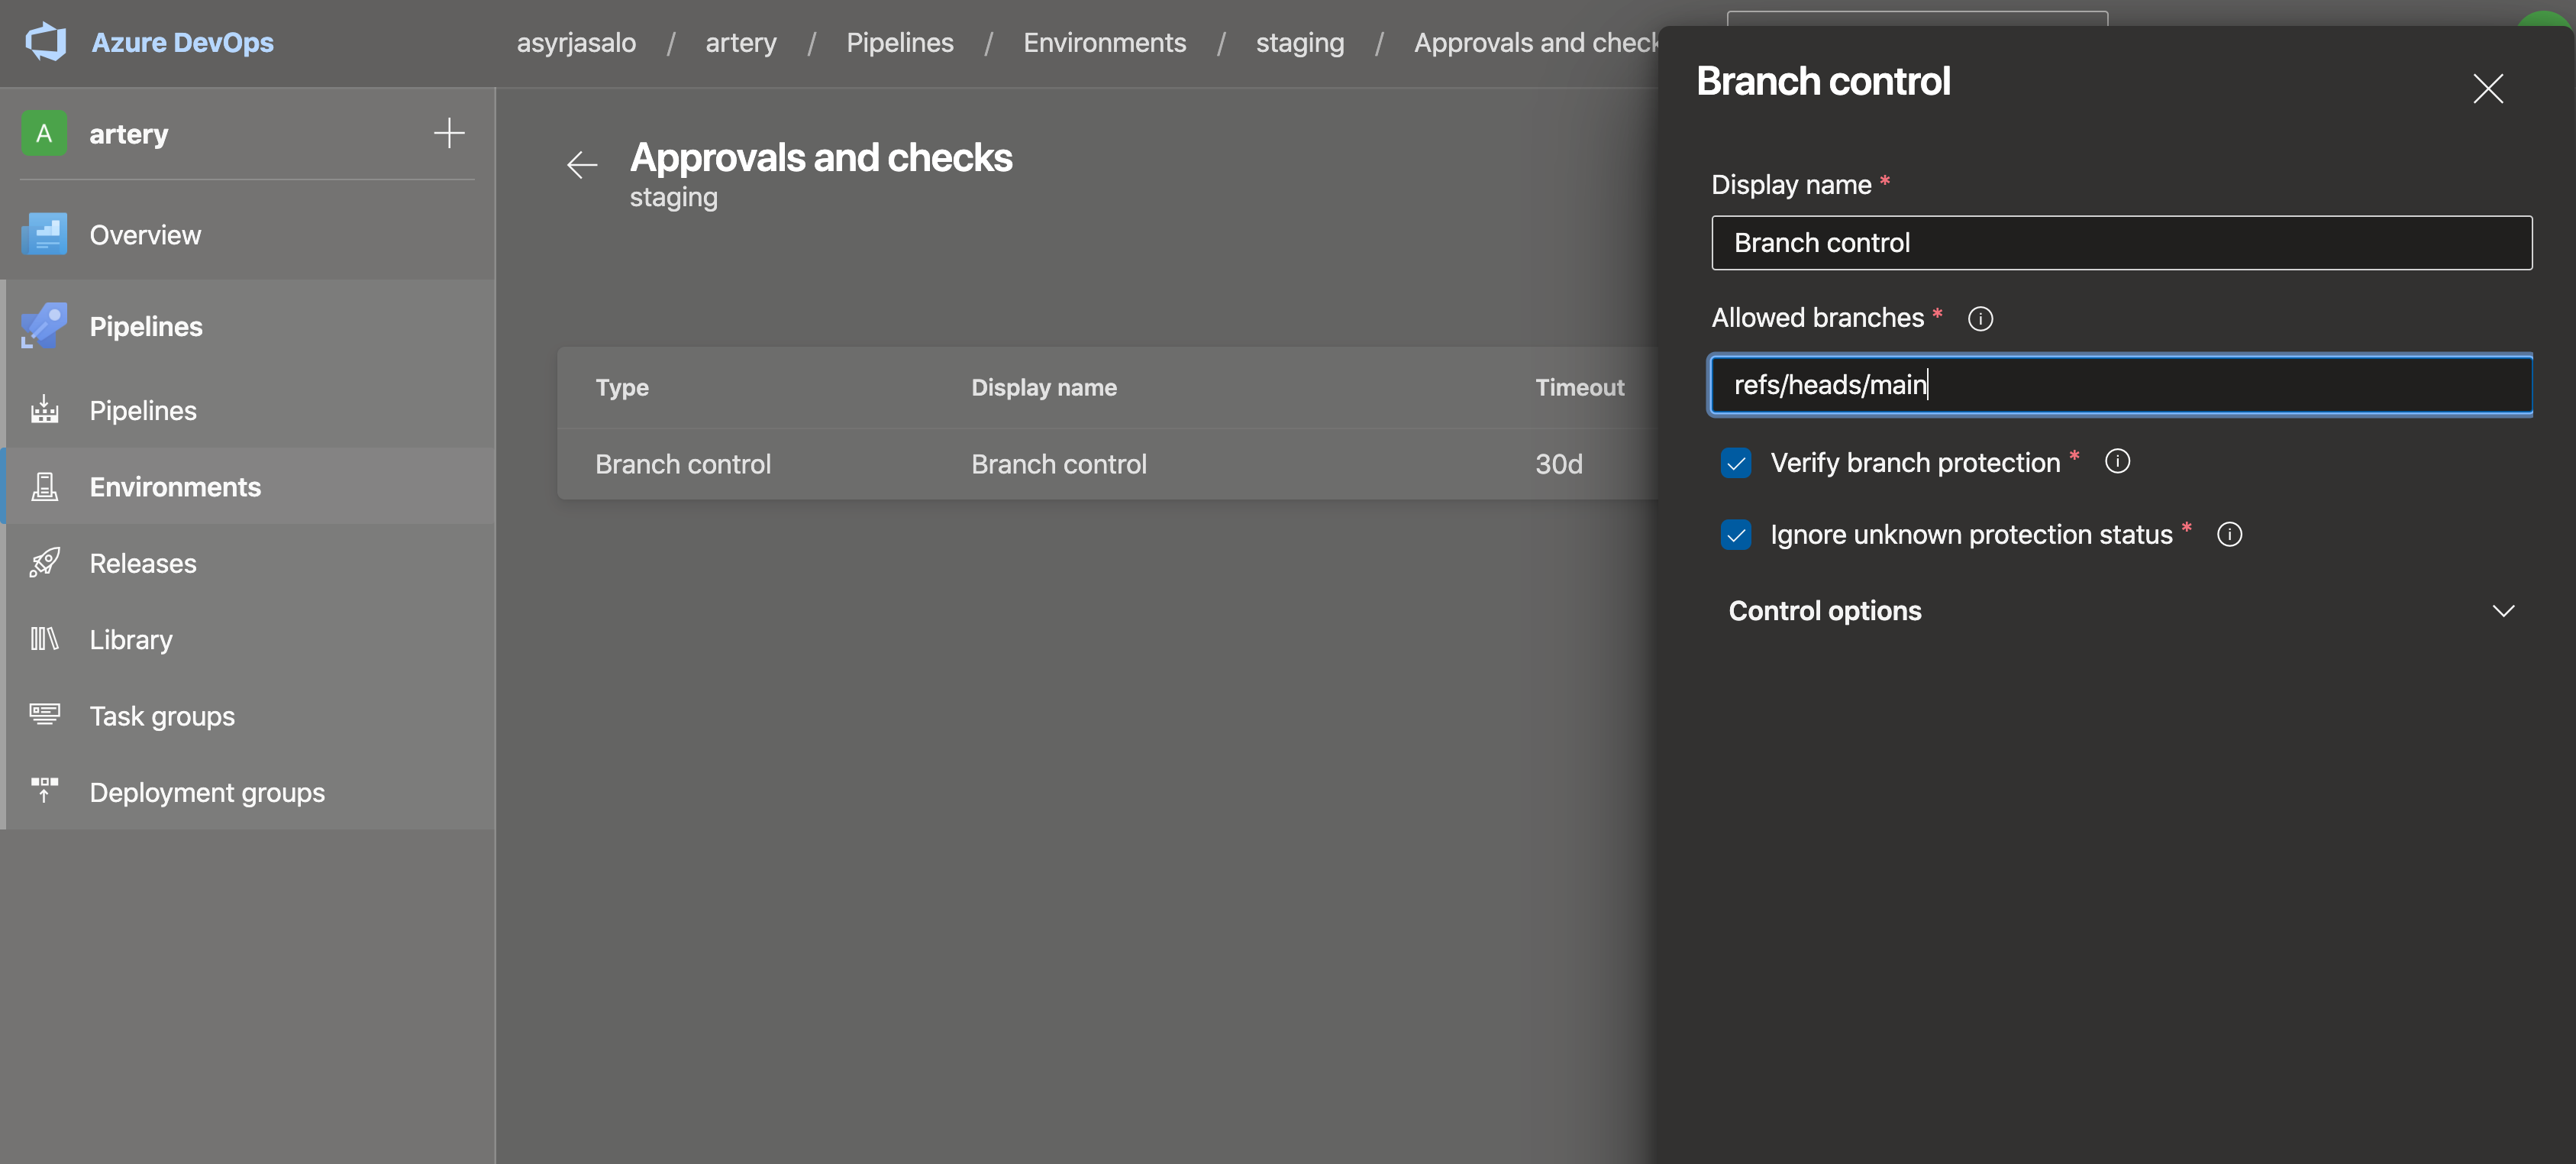 Azure DevOps
asyrjasalo / artery / Pipelines / Environments / staging / Approvals and check
A artery
Overview
Pipelines
Pipelines
Environments
Releases
Library
Task groups
Deployment groups
Approvals and checks
staging
Type Display name Timeout
Branch control Branch control 30d
Branch control
Display name *
Branch control
Allowed branches *
refs/heads/main
Verify branch protection *
Ignore unknown protection status *
Control options